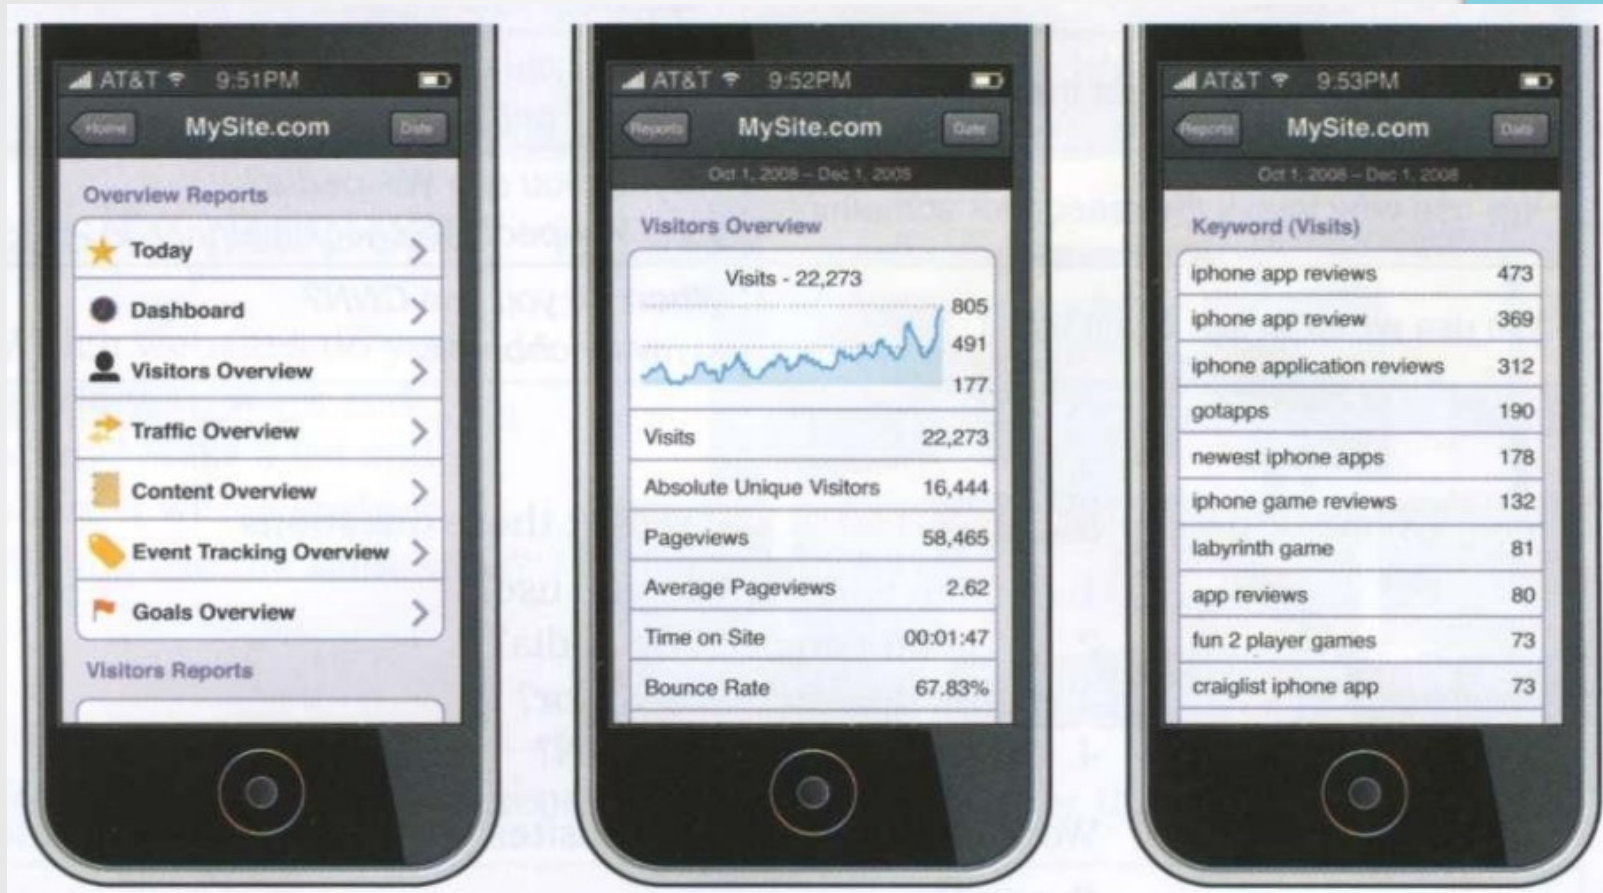 AT&T 9:51PM
Home MySite.com Date
Overview Reports
Today
Dashboard
Visitors Overview
Traffic Overview
Content Overview
Event Tracking Overview
Goals Overview
Visitors Reports
AT&T 9:52PM
Reports MySite.com Date
Oct 1, 2008 – Dec 1, 2008
Visitors Overview
Visits - 22,273
805
491
177
Visits 22,273
Absolute Unique Visitors 16,444
Pageviews 58,465
Average Pageviews 2.62
Time on Site 00:01:47
Bounce Rate 67.83%
AT&T 9:53PM
Reports MySite.com Date
Oct 1, 2008 – Dec 1, 2008
Keyword (Visits)
iphone app reviews 473
iphone app review 369
iphone application reviews 312
gotapps 190
newest iphone apps 178
iphone game reviews 132
labyrinth game 81
app reviews 80
fun 2 player games 73
craiglist iphone app 73